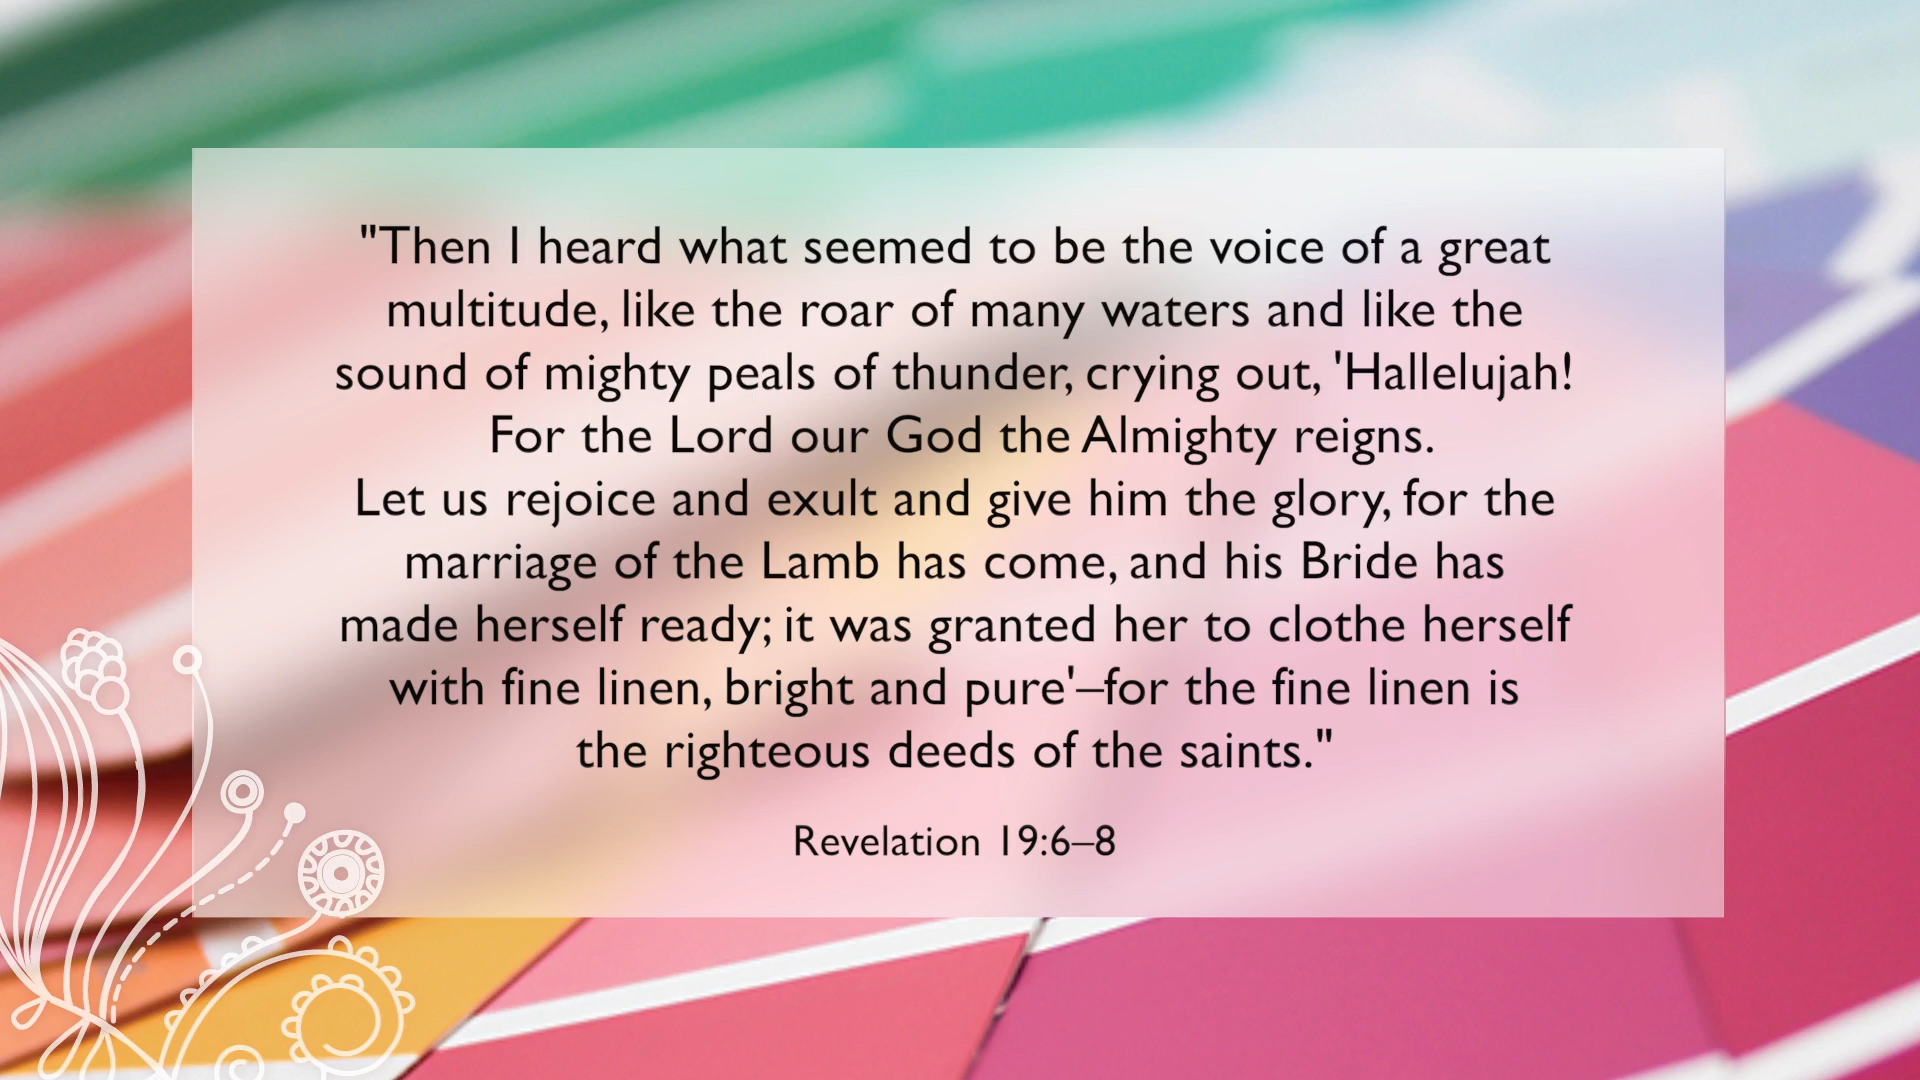 "Then I heard what seemed to be the voice of a great
multitude, like the roar of many waters and like the
sound of mighty peals of thunder, crying out, 'Hallelujah!
For the Lord our God the Almighty reigns.
Let us rejoice and exult and give him the glory, for the
marriage of the Lamb has come, and his Bride has
made herself ready; it was granted her to clothe herself
with fine linen, bright and pure'–for the fine linen is
the righteous deeds of the saints."
Revelation 19:6–8